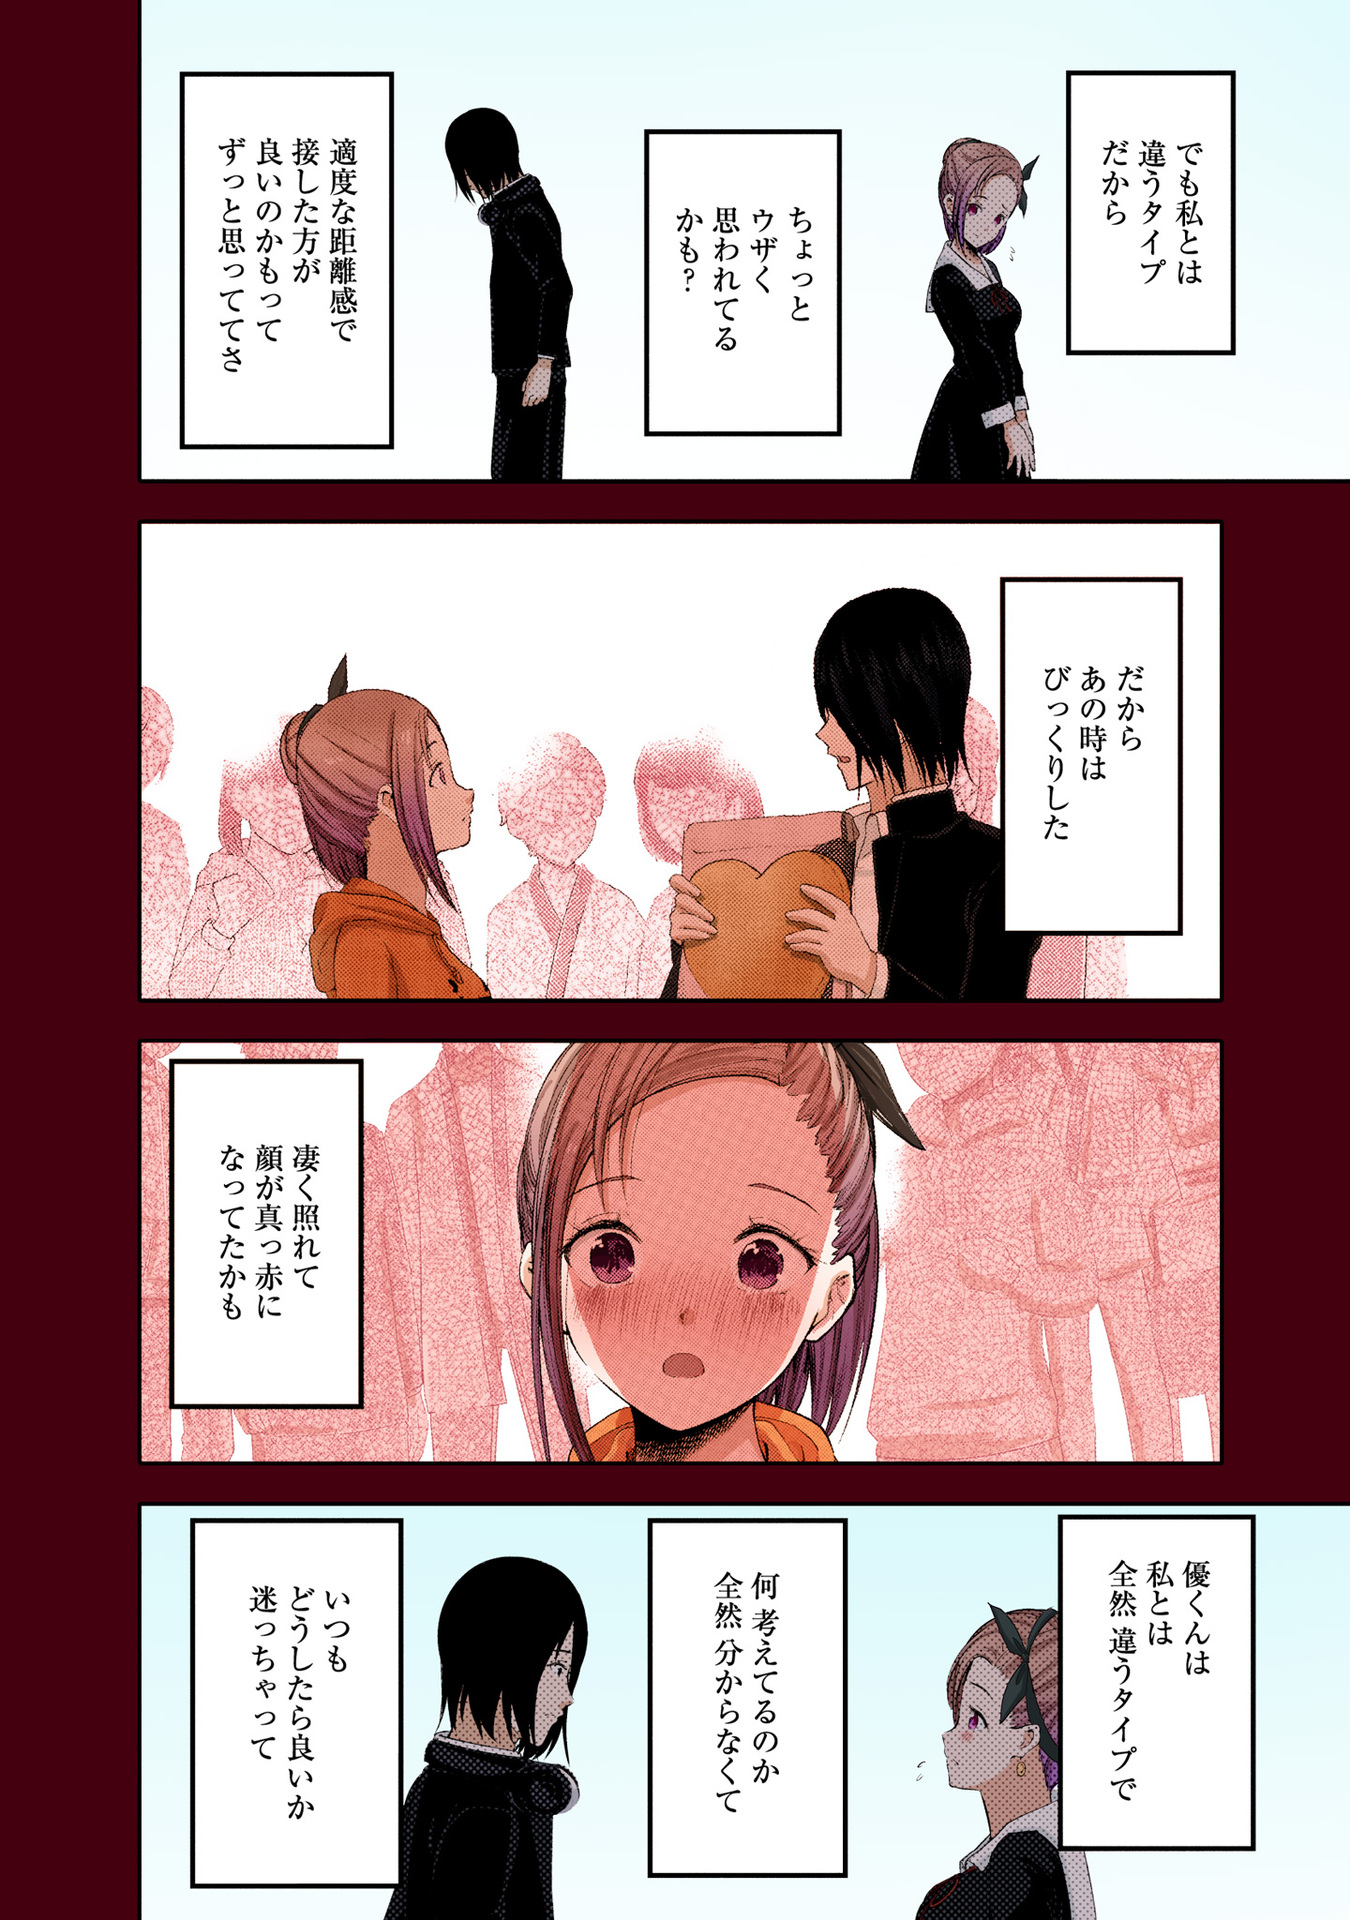 でも私とは
違うタイプ
だから
ちょっと
ウザく
思われてる
かも?
適度な距離感で
接した方が
良いのかもって
ずっと思っててさ
だから
あの時は
びっくりした
凄く照れて
顔が真っ赤に
なってたかも
優くんは
私とは
全然 違うタイプで
何 考えてるのか
全然 分からなくて
いつも
どうしたら良いか
迷っちゃって